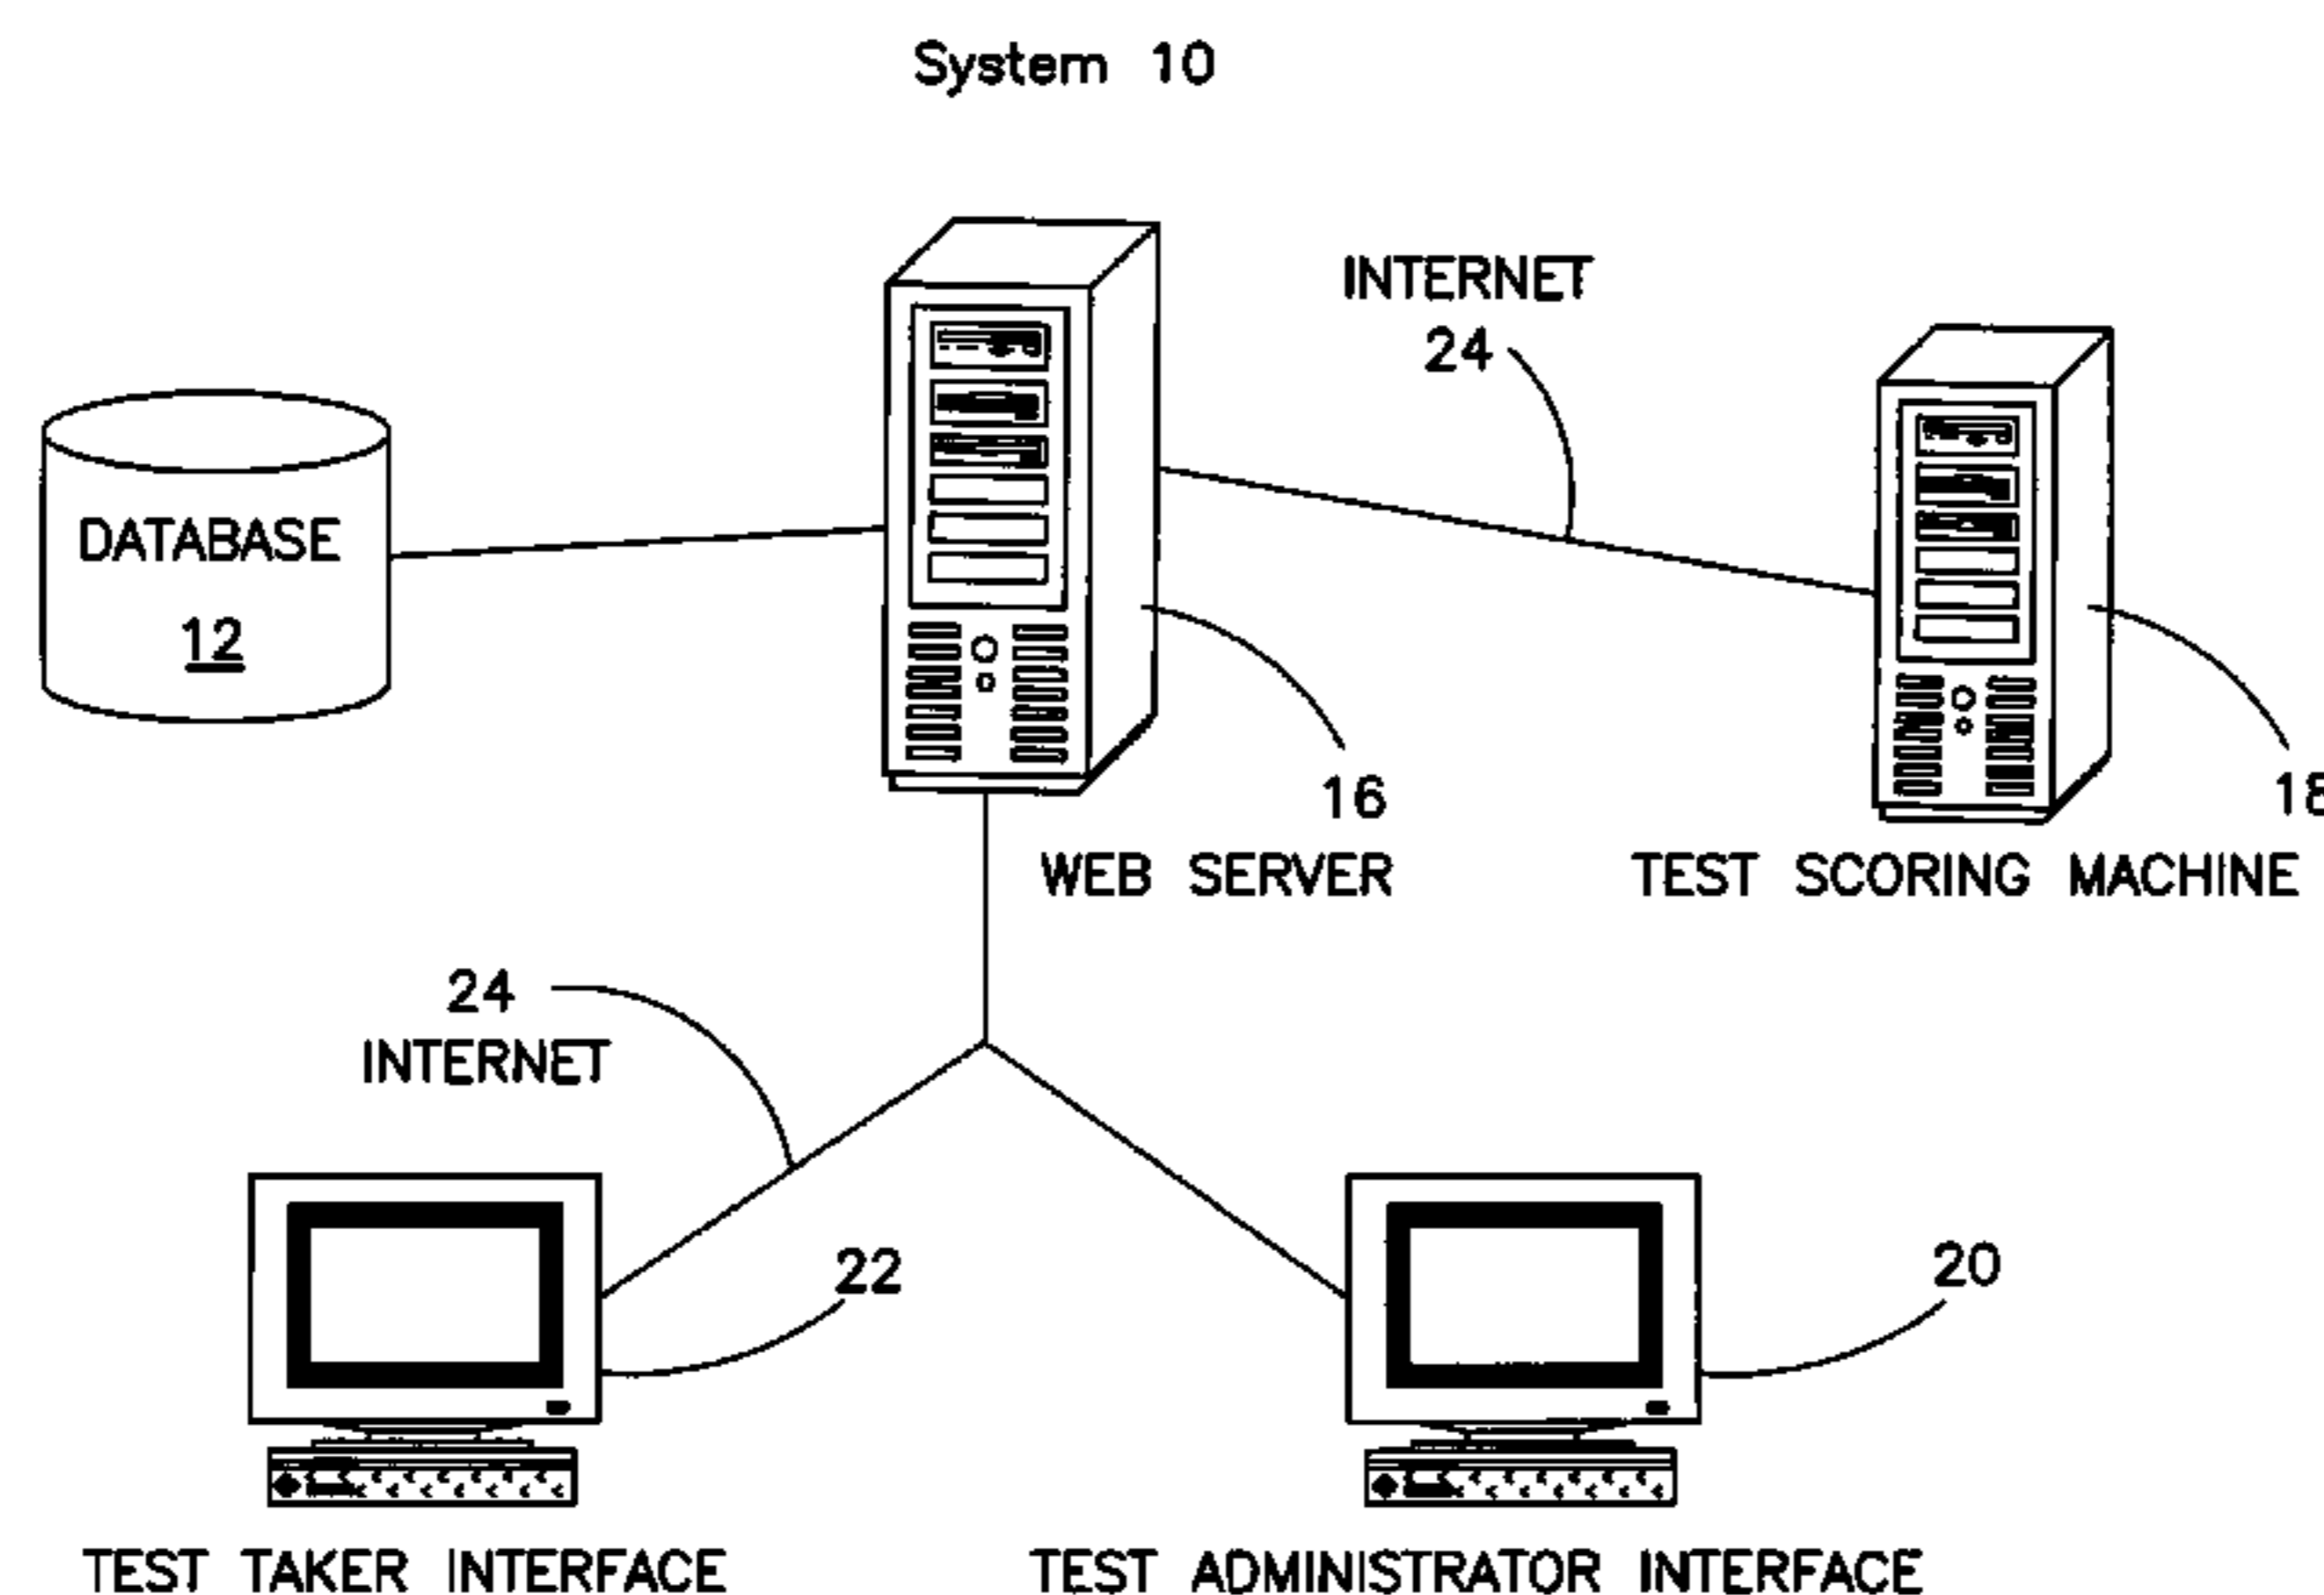 System 10
INTERNET
24
DATABASE
12
16
WEB SERVER
18
TEST SCORING MACHINE
24
INTERNET
22
20
TEST TAKER INTERFACE
TEST ADMINISTRATOR INTERFACE